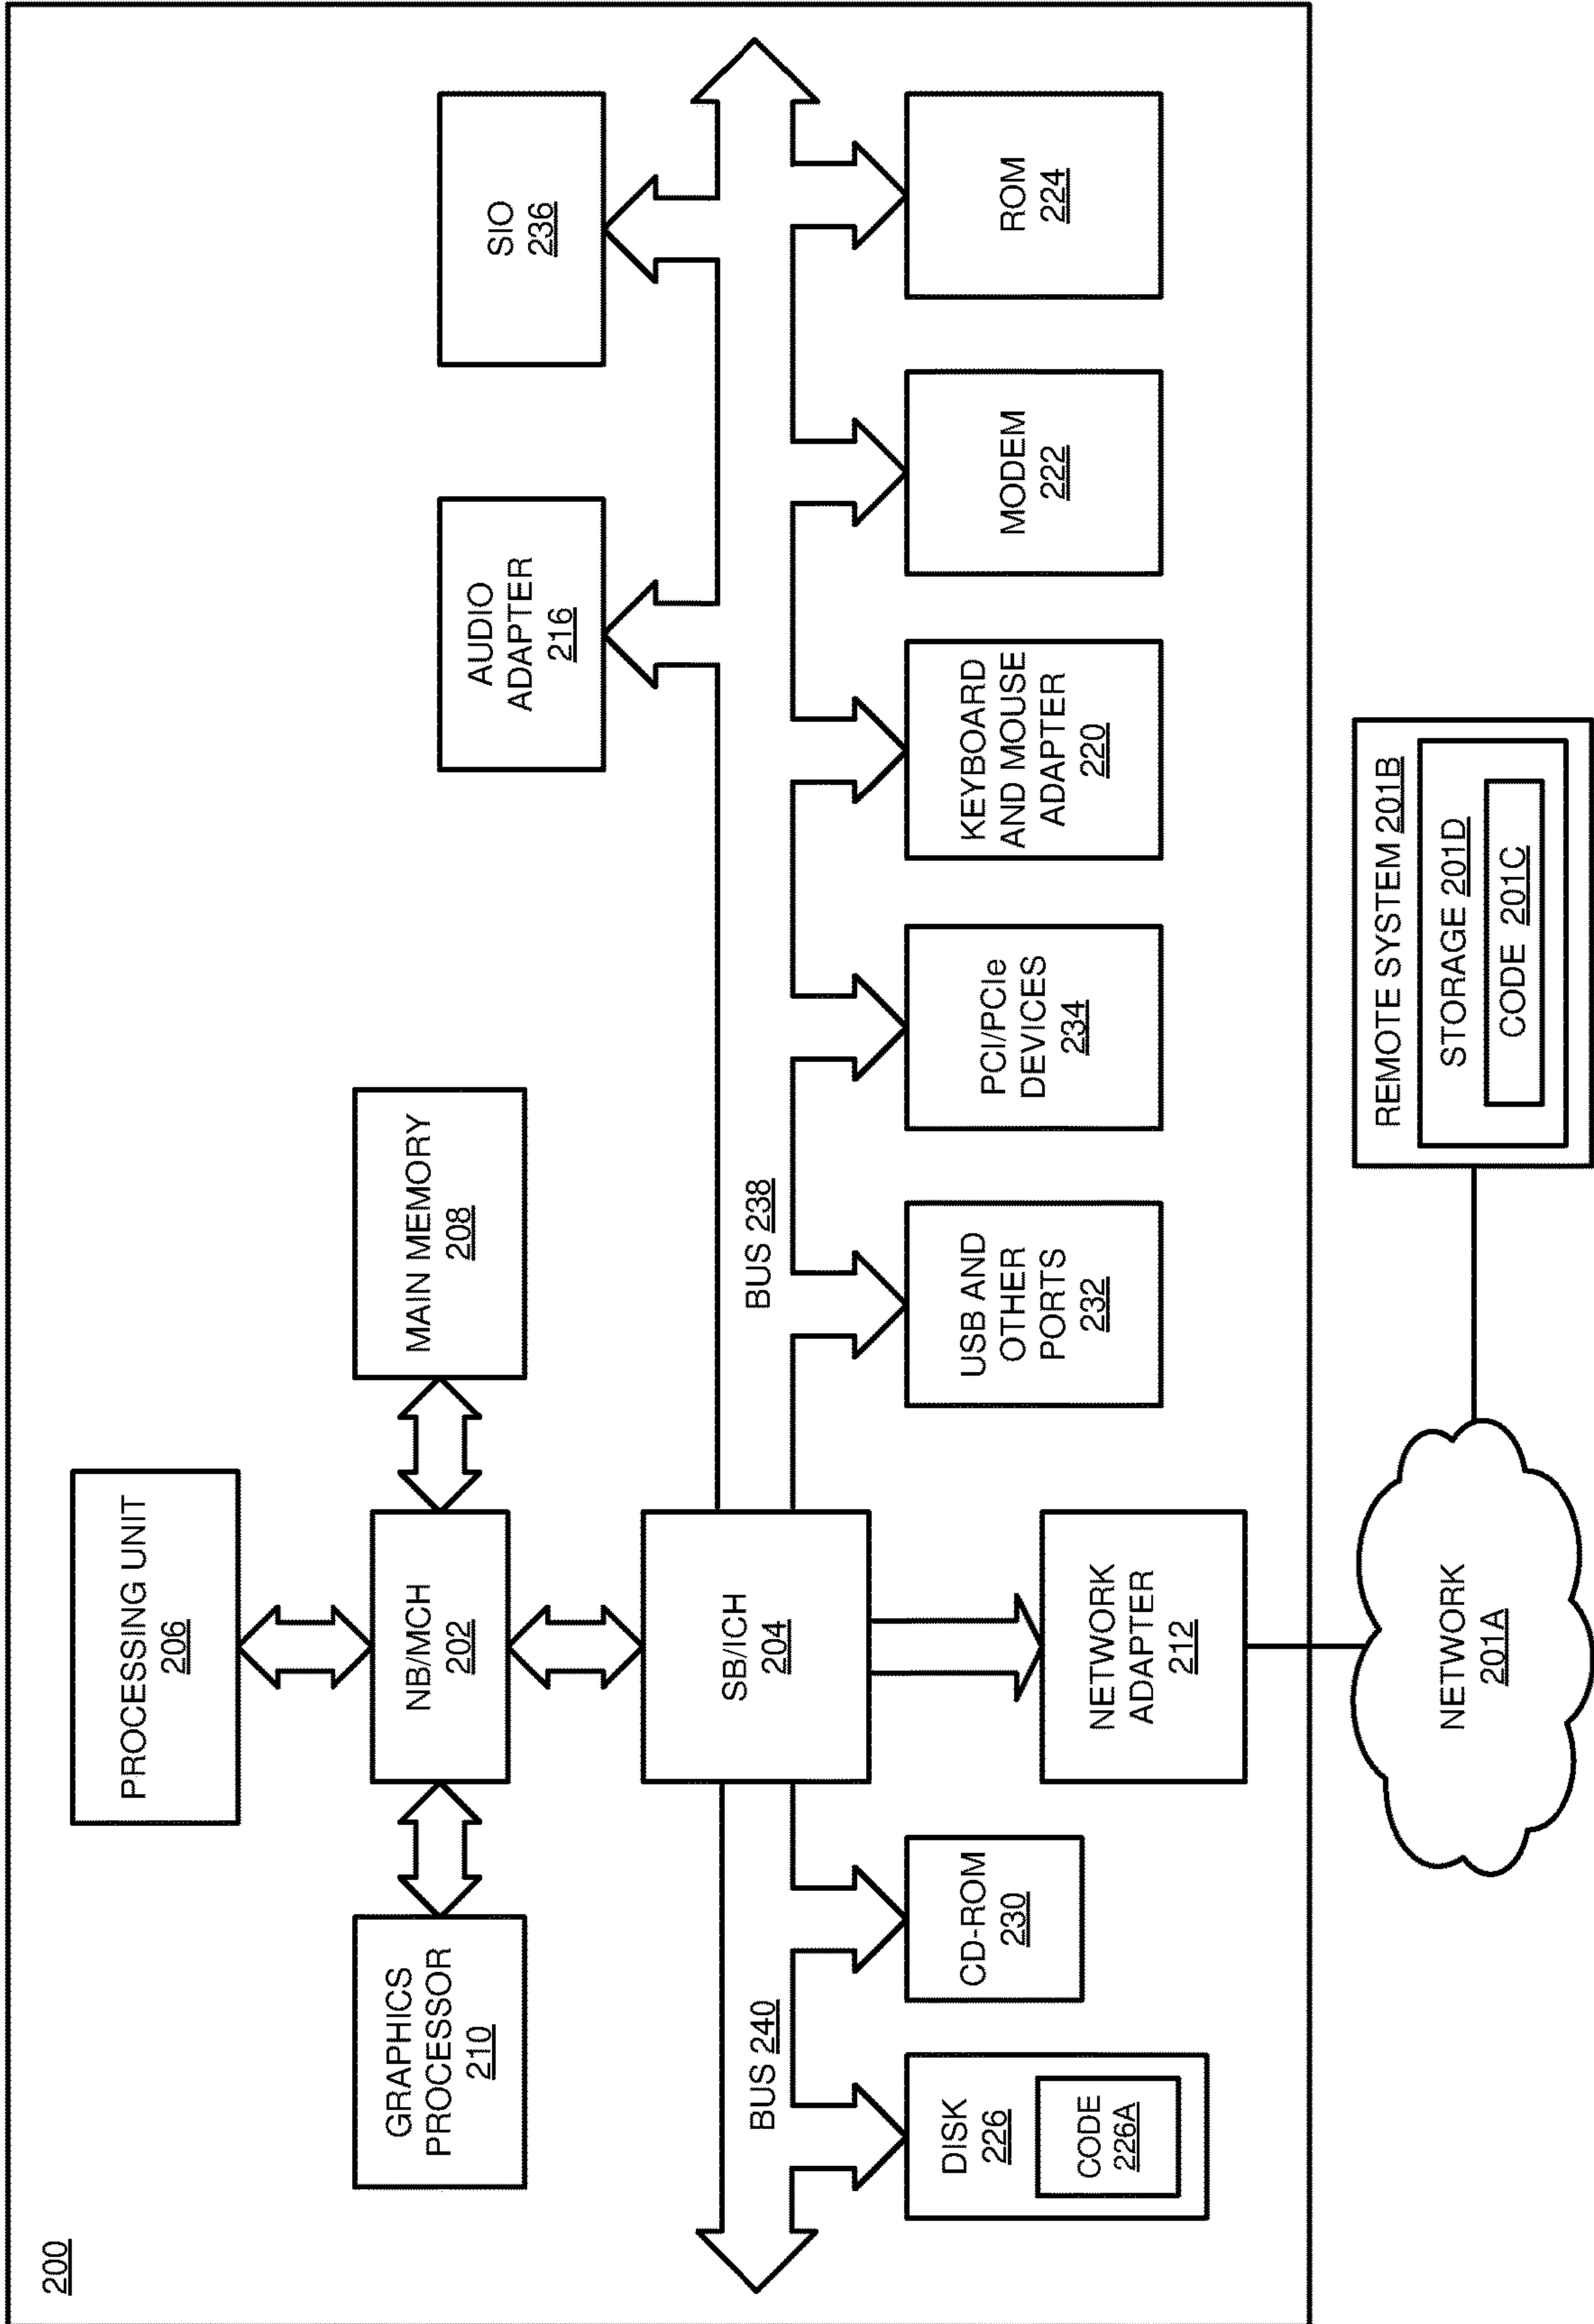 200
PROCESSING UNIT
206
GRAPHICS
PROCESSOR
210
NB/MCH
202
MAIN MEMORY
208
AUDIO
ADAPTER
216
SIO
236
SB/ICH
204
BUS 240
BUS 238
DISK
226
CODE
226A
CD-ROM
230
NETWORK
ADAPTER
212
USB AND
OTHER
PORTS
232
PCI/PCIe
DEVICES
234
KEYBOARD
AND MOUSE
ADAPTER
220
MODEM
222
ROM
224
NETWORK
201A
REMOTE SYSTEM 201B
STORAGE 201D
CODE 201C